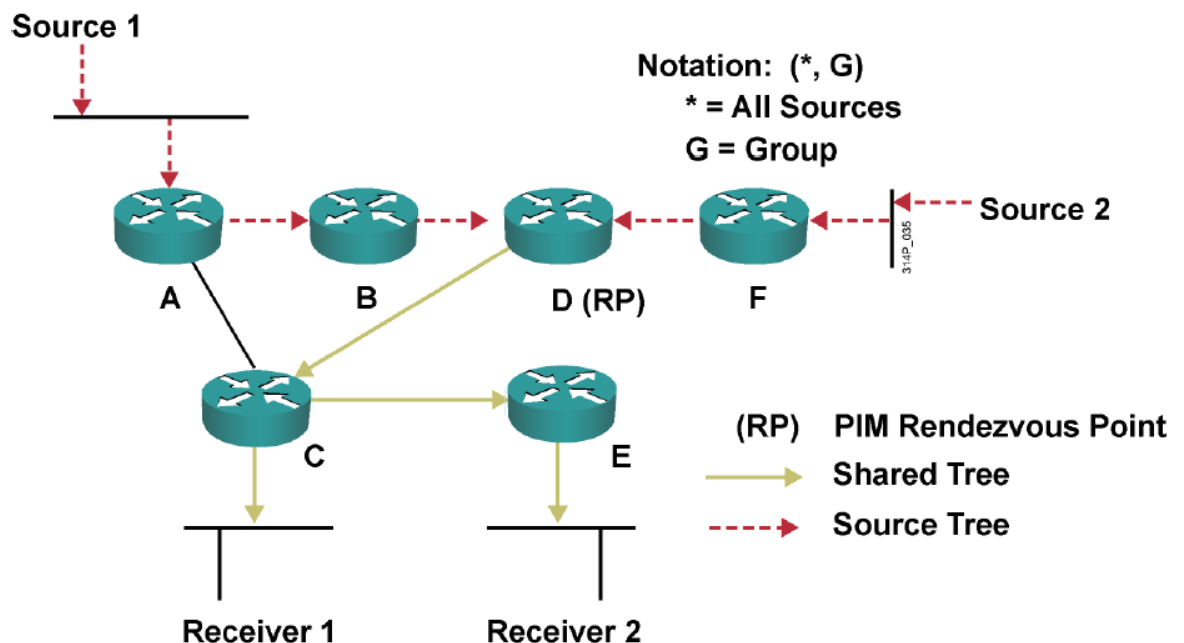 Source 1
Notation: (*, G)
* = All Sources
G = Group
Source 2
314P_035
A
B
D (RP)
F
C
E
(RP) PIM Rendezvous Point
Shared Tree
Source Tree
Receiver 1
Receiver 2